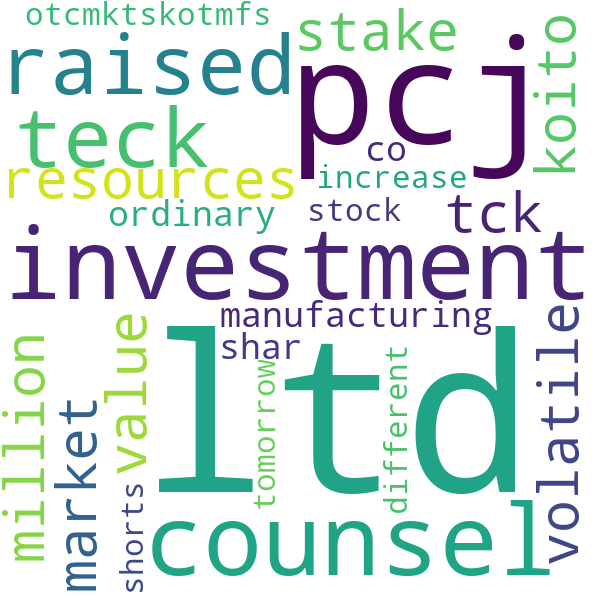 otcmktskotmfs
raised
stake
pcj
koito
teck
co
resources
increase
ordinary
stock
tck
investment
manufacturing
shar
ltd
million
market
value
shorts
tomorrow
different
volatile
counsel